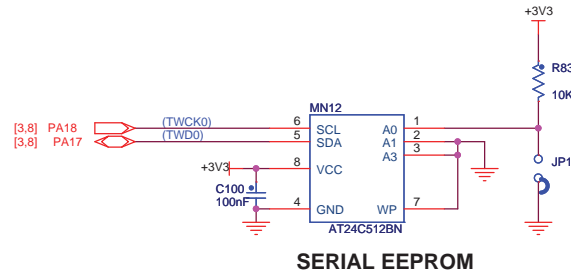 +3V3
R83
10K
MN12
[3,8] PA18 (TWCK0) 6 SCL A0 1
[3,8] PA17 (TWD0) 5 SDA A1 2
A3 3
+3V3 8 VCC
JP1
C100
100nF
4 GND WP 7
AT24C512BN
SERIAL EEPROM